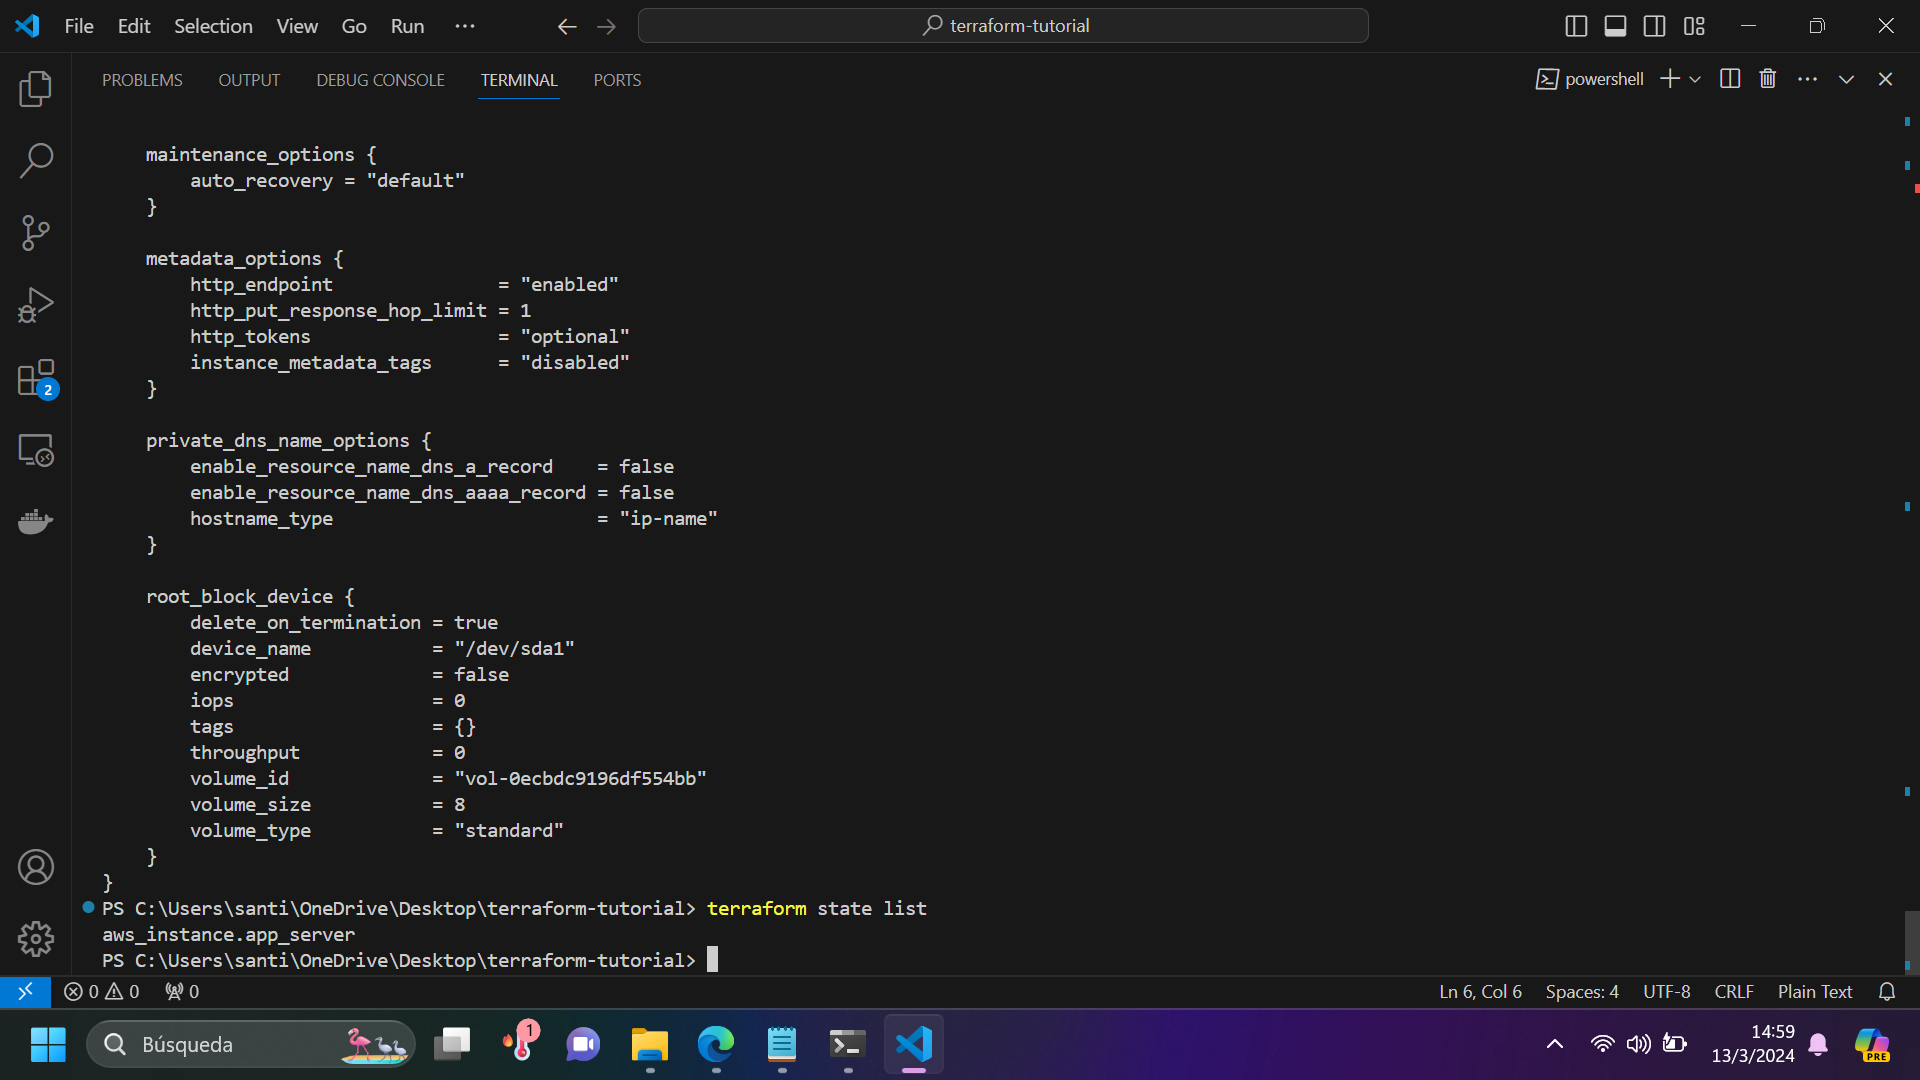 File Edit Selection View Go Run ···
terraform-tutorial
PROBLEMS OUTPUT DEBUG CONSOLE TERMINAL PORTS
powershell
maintenance_options {
auto_recovery = "default"
}
metadata_options {
http_endpoint = "enabled"
http_put_response_hop_limit = 1
http_tokens = "optional"
instance_metadata_tags = "disabled"
}
private_dns_name_options {
enable_resource_name_dns_a_record = false
enable_resource_name_dns_aaaa_record = false
hostname_type = "ip-name"
}
root_block_device {
delete_on_termination = true
device_name = "/dev/sda1"
encrypted = false
iops = 0
tags = {}
throughput = 0
volume_id = "vol-0ecbdc9196df554bb"
volume_size = 8
volume_type = "standard"
}
}
PS C:\Users\santi\OneDrive\Desktop\terraform-tutorial> terraform state list
aws_instance.app_server
PS C:\Users\santi\OneDrive\Desktop\terraform-tutorial>
2
0 0 0
Ln 6, Col 6 Spaces: 4 UTF-8 CRLF Plain Text
Búsqueda
1
14:59
13/3/2024
PRE